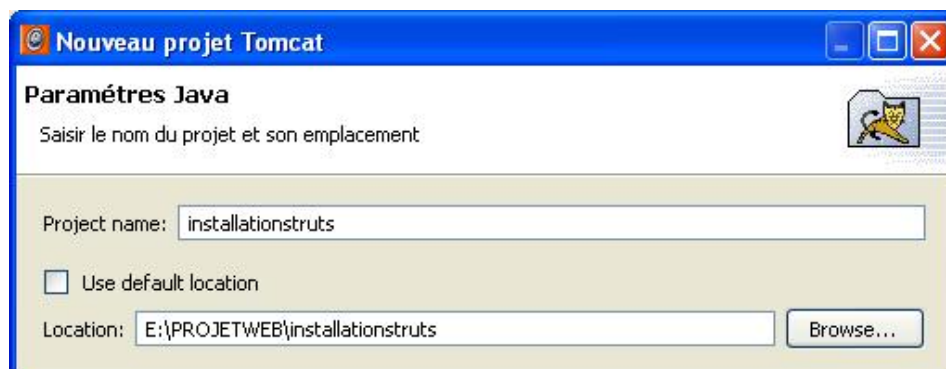 Nouveau projet Tomcat
Paramétres Java
Saisir le nom du projet et son emplacement
Project name: installationstruts
Use default location
Location: E:\PROJETWEB\installationstruts Browse...